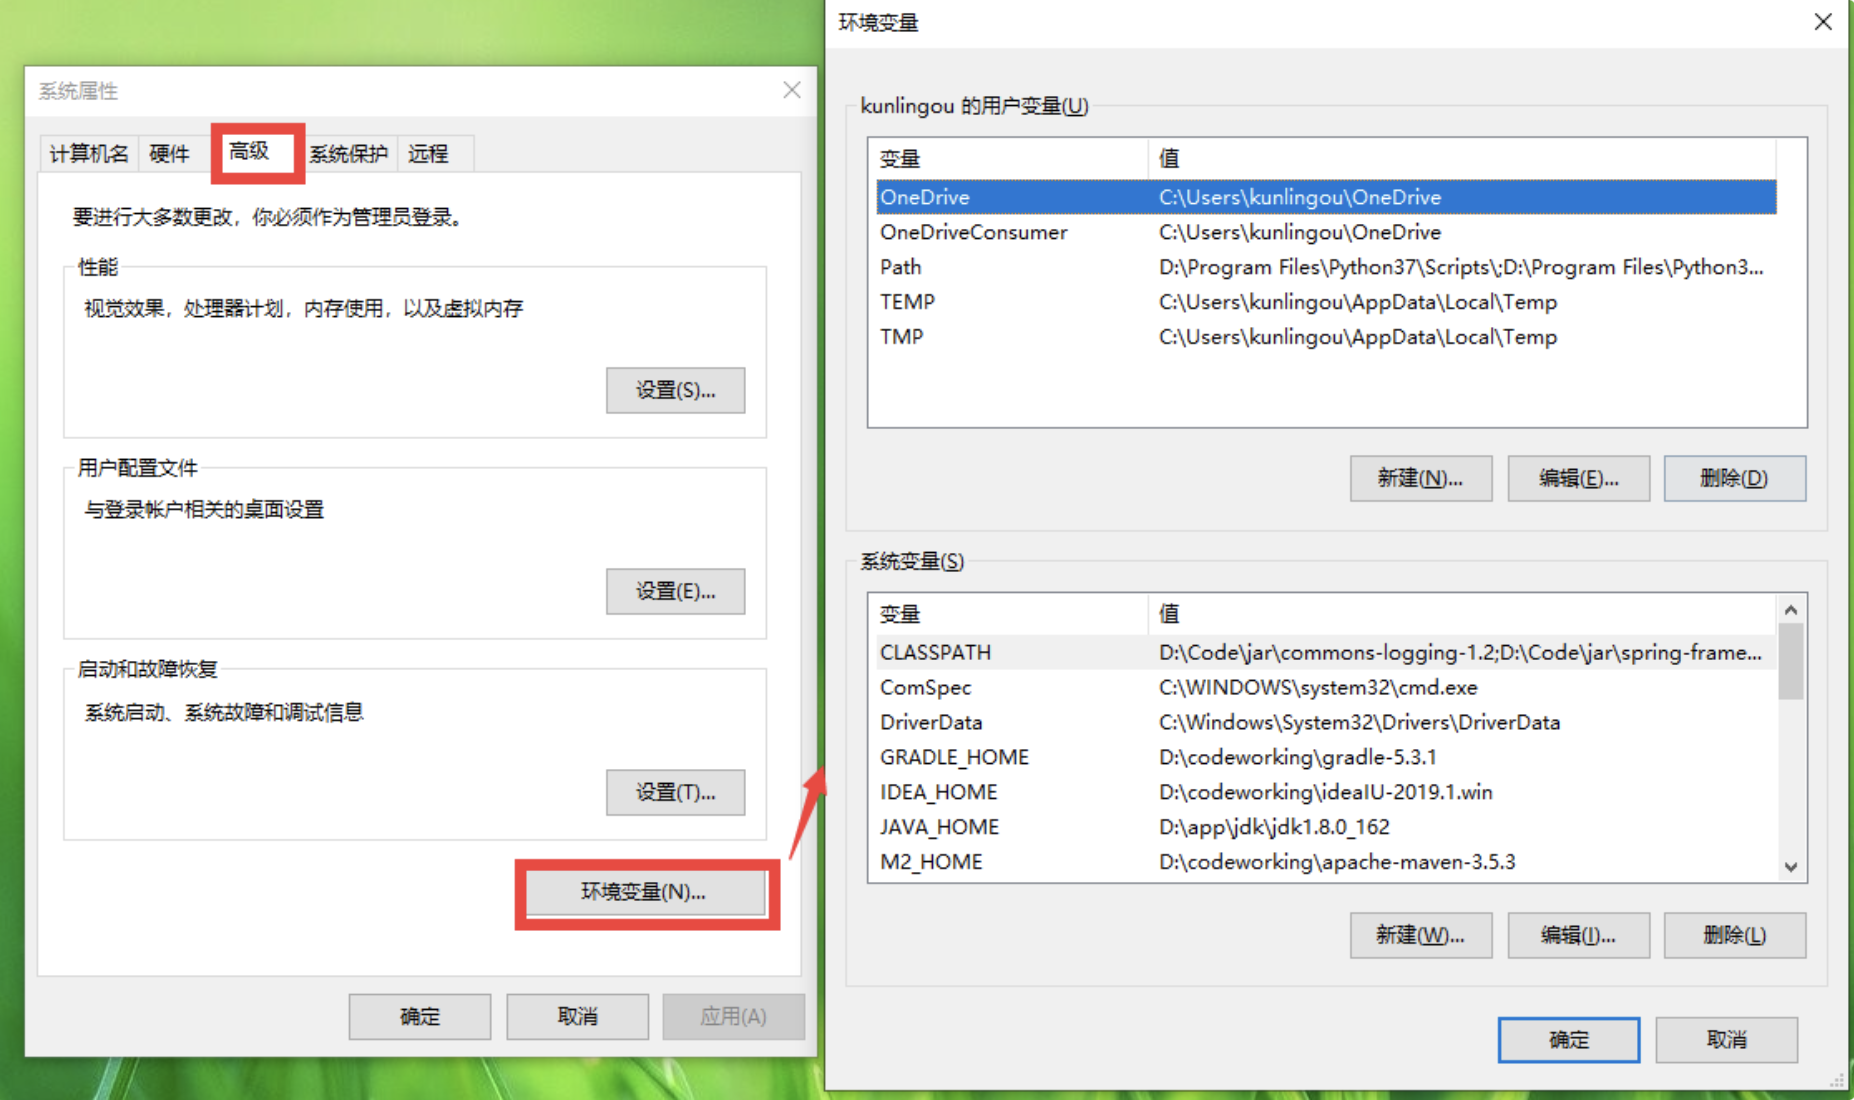 系统属性
计算机名 硬件 高级 系统保护 远程
要进行大多数更改，你必须作为管理员登录。
性能
视觉效果，处理器计划，内存使用，以及虚拟内存
设置(S)...
用户配置文件
与登录帐户相关的桌面设置
设置(E)...
启动和故障恢复
系统启动、系统故障和调试信息
设置(T)...
环境变量(N)...
确定 取消 应用(A)
环境变量
kunlingou 的用户变量(U)
变量 值
OneDrive C:\Users\kunlingou\OneDrive
OneDriveConsumer C:\Users\kunlingou\OneDrive
Path D:\Program Files\Python37\Scripts\;D:\Program Files\Python3...
TEMP C:\Users\kunlingou\AppData\Local\Temp
TMP C:\Users\kunlingou\AppData\Local\Temp
新建(N)... 编辑(E)... 删除(D)
系统变量(S)
变量 值
CLASSPATH D:\Code\jar\commons-logging-1.2;D:\Code\jar\spring-frame...
ComSpec C:\WINDOWS\system32\cmd.exe
DriverData C:\Windows\System32\Drivers\DriverData
GRADLE_HOME D:\codeworking\gradle-5.3.1
IDEA_HOME D:\codeworking\ideaIU-2019.1.win
JAVA_HOME D:\app\jdk\jdk1.8.0_162
M2_HOME D:\codeworking\apache-maven-3.5.3
新建(W)... 编辑(I)... 删除(L)
确定 取消